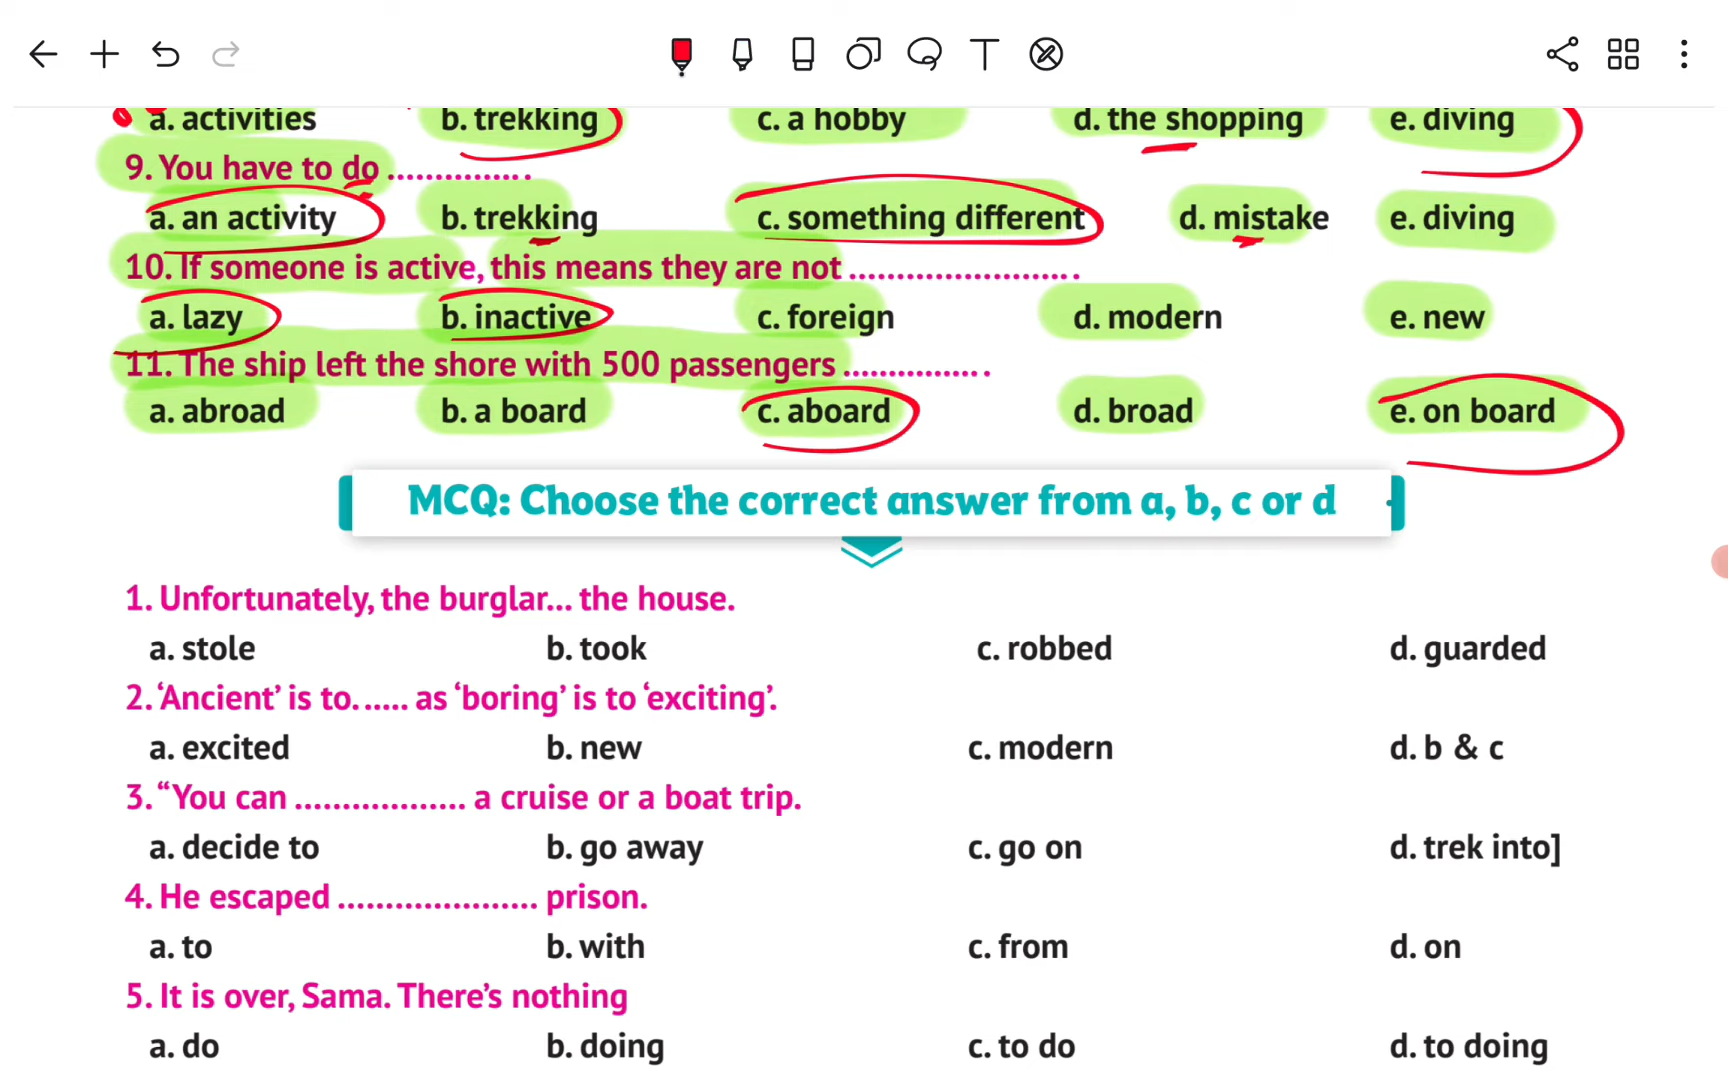 a. activities b. trekking c. a hobby d. the shopping e. diving
9. You have to do ...............
a. an activity b. trekking c. something different d. mistake e. diving
10. If someone is active, this means they are not ........................
a. lazy b. inactive c. foreign d. modern e. new
11. The ship left the shore with 500 passengers ...............
a. abroad b. a board c. aboard d. broad e. on board
MCQ: Choose the correct answer from a, b, c or d
1. Unfortunately, the burglar... the house.
a. stole b. took c. robbed d. guarded
2. ‘Ancient’ is to...... as ‘boring’ is to ‘exciting’.
a. excited b. new c. modern d. b & c
3. “You can .................. a cruise or a boat trip.
a. decide to b. go away c. go on d. trek into]
4. He escaped ..................... prison.
a. to b. with c. from d. on
5. It is over, Sama. There’s nothing
a. do b. doing c. to do d. to doing